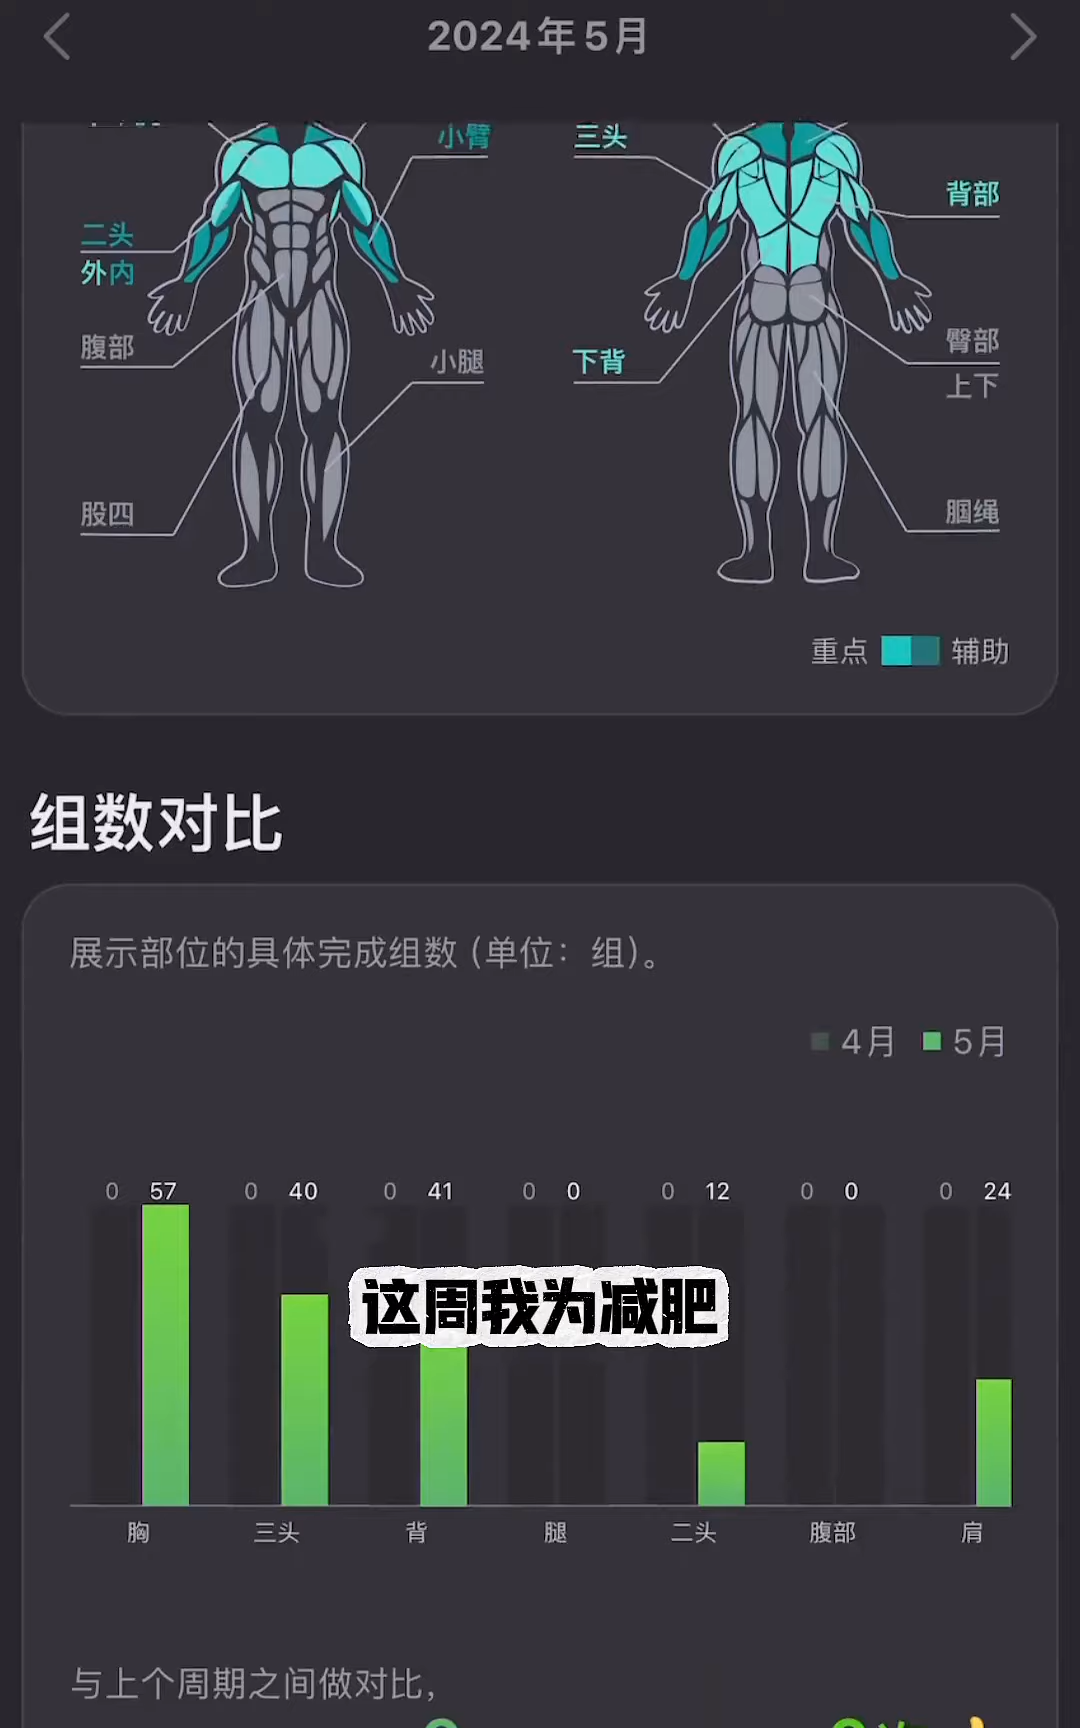 2024年5月
小臂
三头
背部
二头
外内
腹部
小腿
下背
臀部
上下
股四
腘绳
重点 辅助
组数对比
展示部位的具体完成组数（单位：组）。
4月 5月
0 57 0 40 0 41 0 0 0 12 0 0 0 24
这周我为减肥
胸 三头 背 腿 二头 腹部 肩
与上个周期之间做对比，